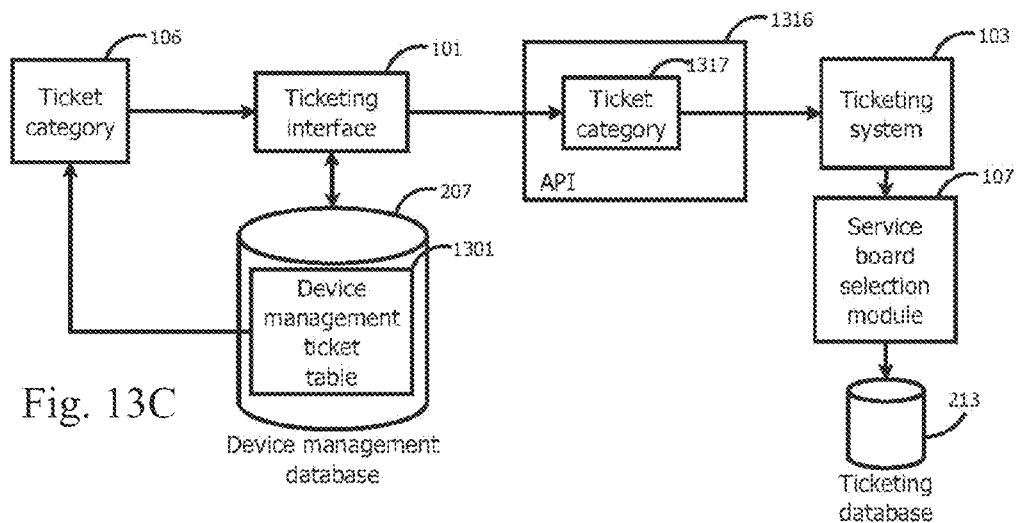 106
Ticket
category
101
Ticketing
interface
1316
1317
Ticket
category
API
103
Ticketing
system
107
Service
board
selection
module
207
1301
Device
management
ticket
table
Fig. 13C
Device management
database
213
Ticketing
database